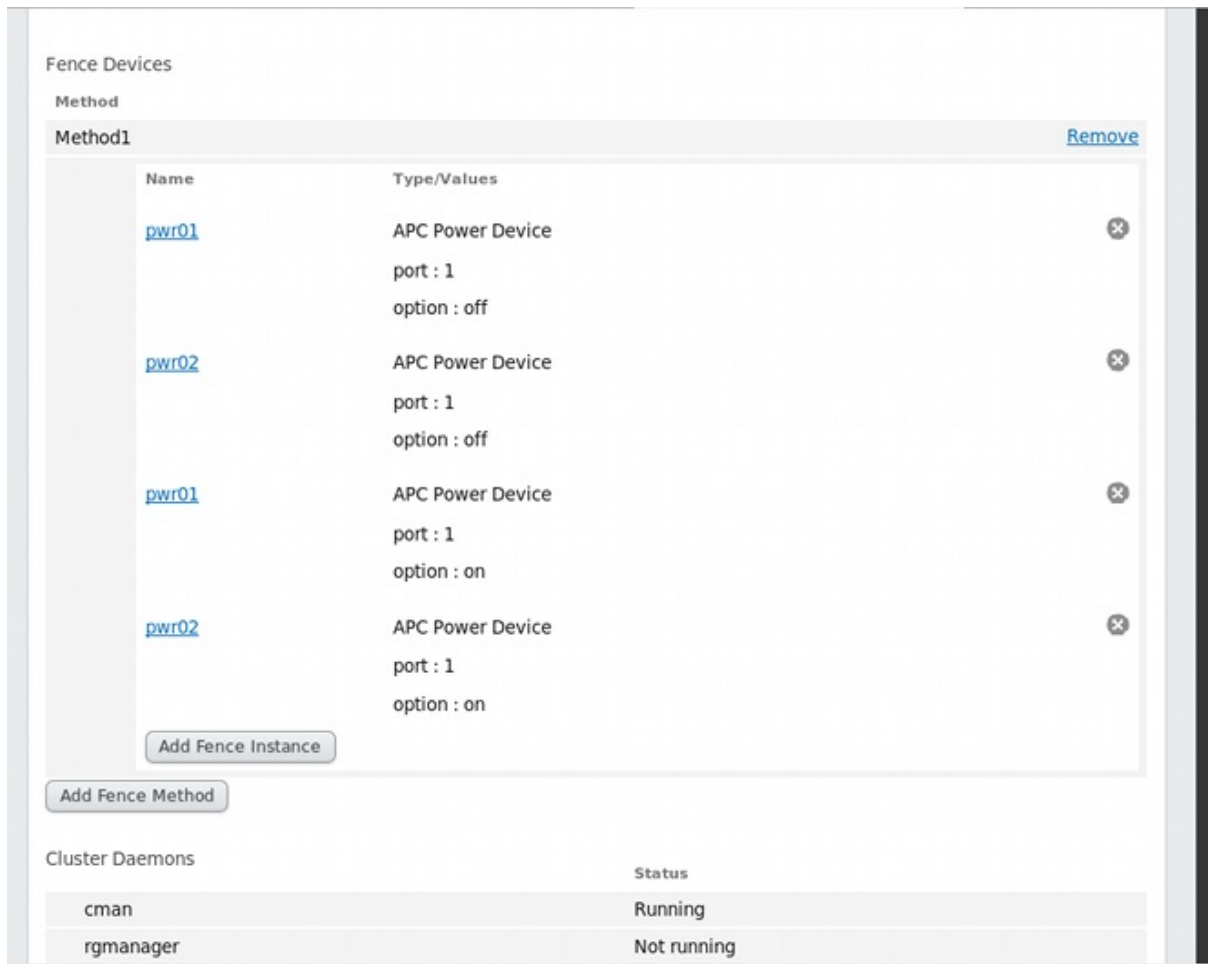 Fence Devices
Method
Method1 Remove
Name Type/Values
pwr01 APC Power Device
port : 1
option : off
pwr02 APC Power Device
port : 1
option : off
pwr01 APC Power Device
port : 1
option : on
pwr02 APC Power Device
port : 1
option : on
Add Fence Instance
Add Fence Method
Cluster Daemons
Status
cman Running
rgmanager Not running